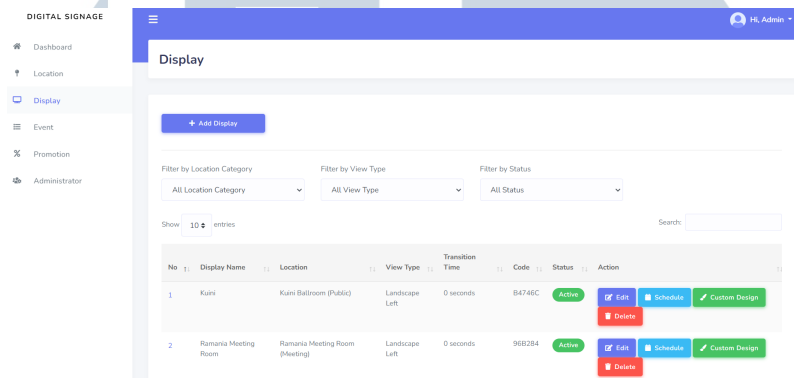 DIGITAL SIGNAGE
Hi, Admin
Dashboard
Location
Display
Event
Promotion
Administrator
Display
+ Add Display
Filter by Location Category Filter by View Type Filter by Status
All Location Category All View Type All Status
Show 10 entries Search:
No Display Name Location View Type Transition Time Code Status Action
1 Kuini Kuini Ballroom (Public) Landscape Left 0 seconds B4746C Active Edit Schedule Custom Design
Delete
2 Ramania Meeting Room Ramania Meeting Room (Meeting) Landscape Left 0 seconds 96B284 Active Edit Schedule Custom Design
Delete